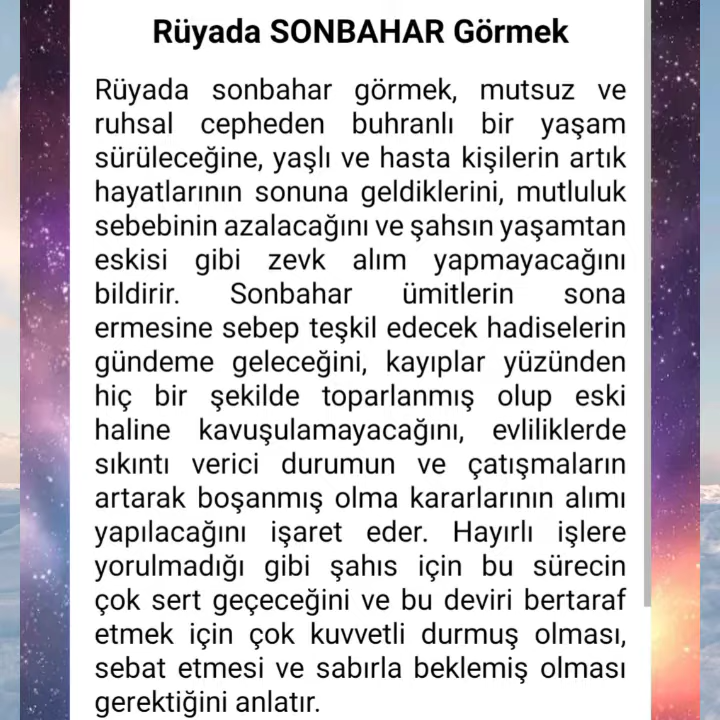 Rüyada SONBAHAR Görmek
Rüyada sonbahar görmek, mutsuz ve
ruhsal cepheden buhranlı bir yaşam
sürüleceğine, yaşlı ve hasta kişilerin artık
hayatlarının sonuna geldiklerini, mutluluk
sebebinin azalacağını ve şahsın yaşamtan
eskisi gibi zevk alım yapmayacağını
bildirir. Sonbahar ümitlerin sona
ermesine sebep teşkil edecek hadiselerin
gündeme geleceğini, kayıplar yüzünden
hiç bir şekilde toparlanmış olup eski
haline kavuşulamayacağını, evliliklerde
sıkıntı verici durumun ve çatışmaların
artarak boşanmış olma kararlarının alımı
yapılacağını işaret eder. Hayırlı işlere
yorulmadığı gibi şahıs için bu sürecin
çok sert geçeceğini ve bu deviri bertaraf
etmek için çok kuvvetli durmuş olması,
sebat etmesi ve sabırla beklemiş olması
gerektiğini anlatır.